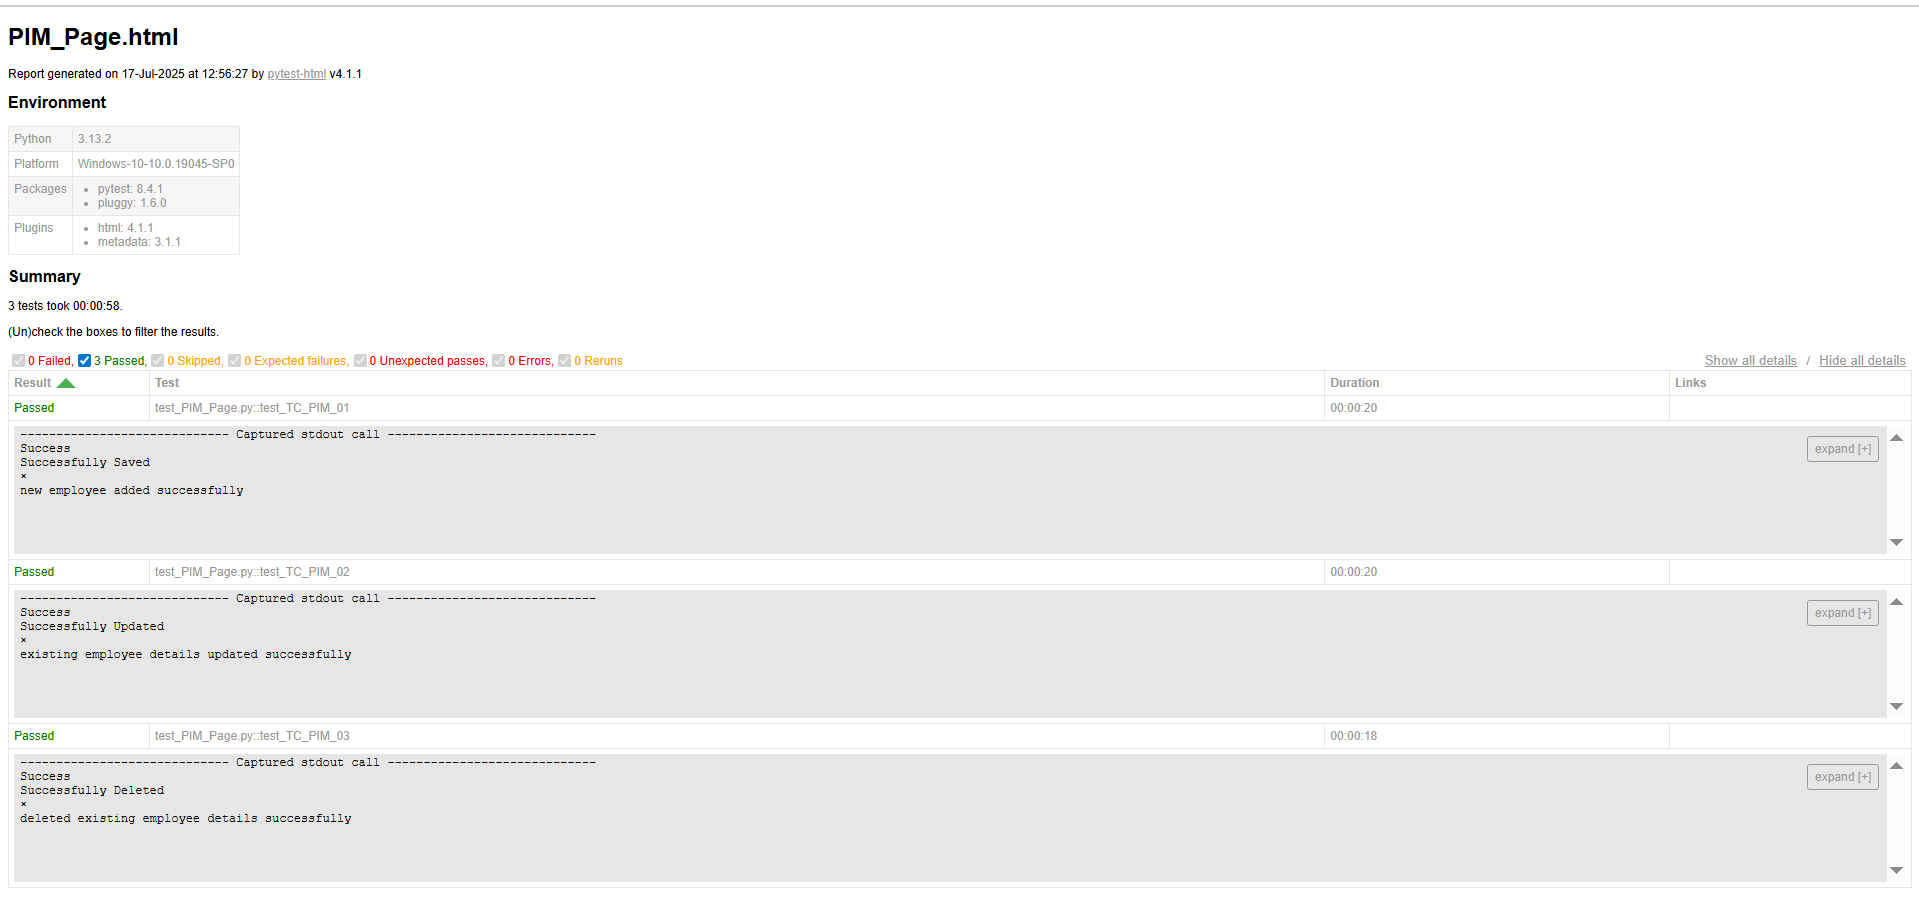 PIM_Page.html
Report generated on 17-Jul-2025 at 12:56:27 by pytest-html v4.1.1
Environment
Python 3.13.2
Platform Windows-10-10.0.19045-SP0
Packages
• pytest: 8.4.1
• pluggy: 1.6.0
Plugins
• html: 4.1.1
• metadata: 3.1.1
Summary
3 tests took 00:00:58.
(Un)check the boxes to filter the results.
0 Failed, 3 Passed, 0 Skipped, 0 Expected failures, 0 Unexpected passes, 0 Errors, 0 Reruns Show all details / Hide all details
Result Test Duration Links
Passed test_PIM_Page.py::test_TC_PIM_01 00:00:20
----------------------------- Captured stdout call -----------------------------
Success expand [+]
Successfully Saved
×
new employee added successfully
Passed test_PIM_Page.py::test_TC_PIM_02 00:00:20
----------------------------- Captured stdout call -----------------------------
Success expand [+]
Successfully Updated
×
existing employee details updated successfully
Passed test_PIM_Page.py::test_TC_PIM_03 00:00:18
----------------------------- Captured stdout call -----------------------------
Success expand [+]
Successfully Deleted
×
deleted existing employee details successfully